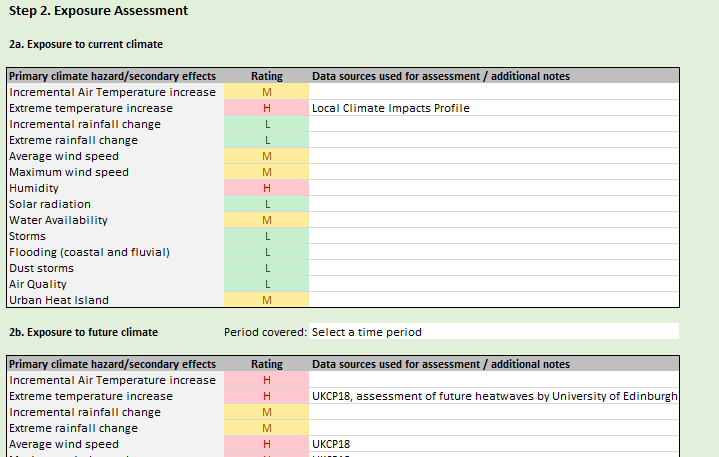 Step 2. Exposure Assessment
2a. Exposure to current climate
Primary climate hazard/secondary effects Rating Data sources used for assessment / additional notes
Incremental Air Temperature increase M
Extreme temperature increase H Local Climate Impacts Profile
Incremental rainfall change L
Extreme rainfall change L
Average wind speed M
Maximum wind speed M
Humidity H
Solar radiation L
Water Availability M
Storms L
Flooding (coastal and fluvial) L
Dust storms L
Air Quality L
Urban Heat Island M
2b. Exposure to future climate Period covered: Select a time period
Primary climate hazard/secondary effects Rating Data sources used for assessment / additional notes
Incremental Air Temperature increase H
Extreme temperature increase H UKCP18, assessment of future heatwaves by University of Edinburgh
Incremental rainfall change M
Extreme rainfall change M
Average wind speed H UKCP18